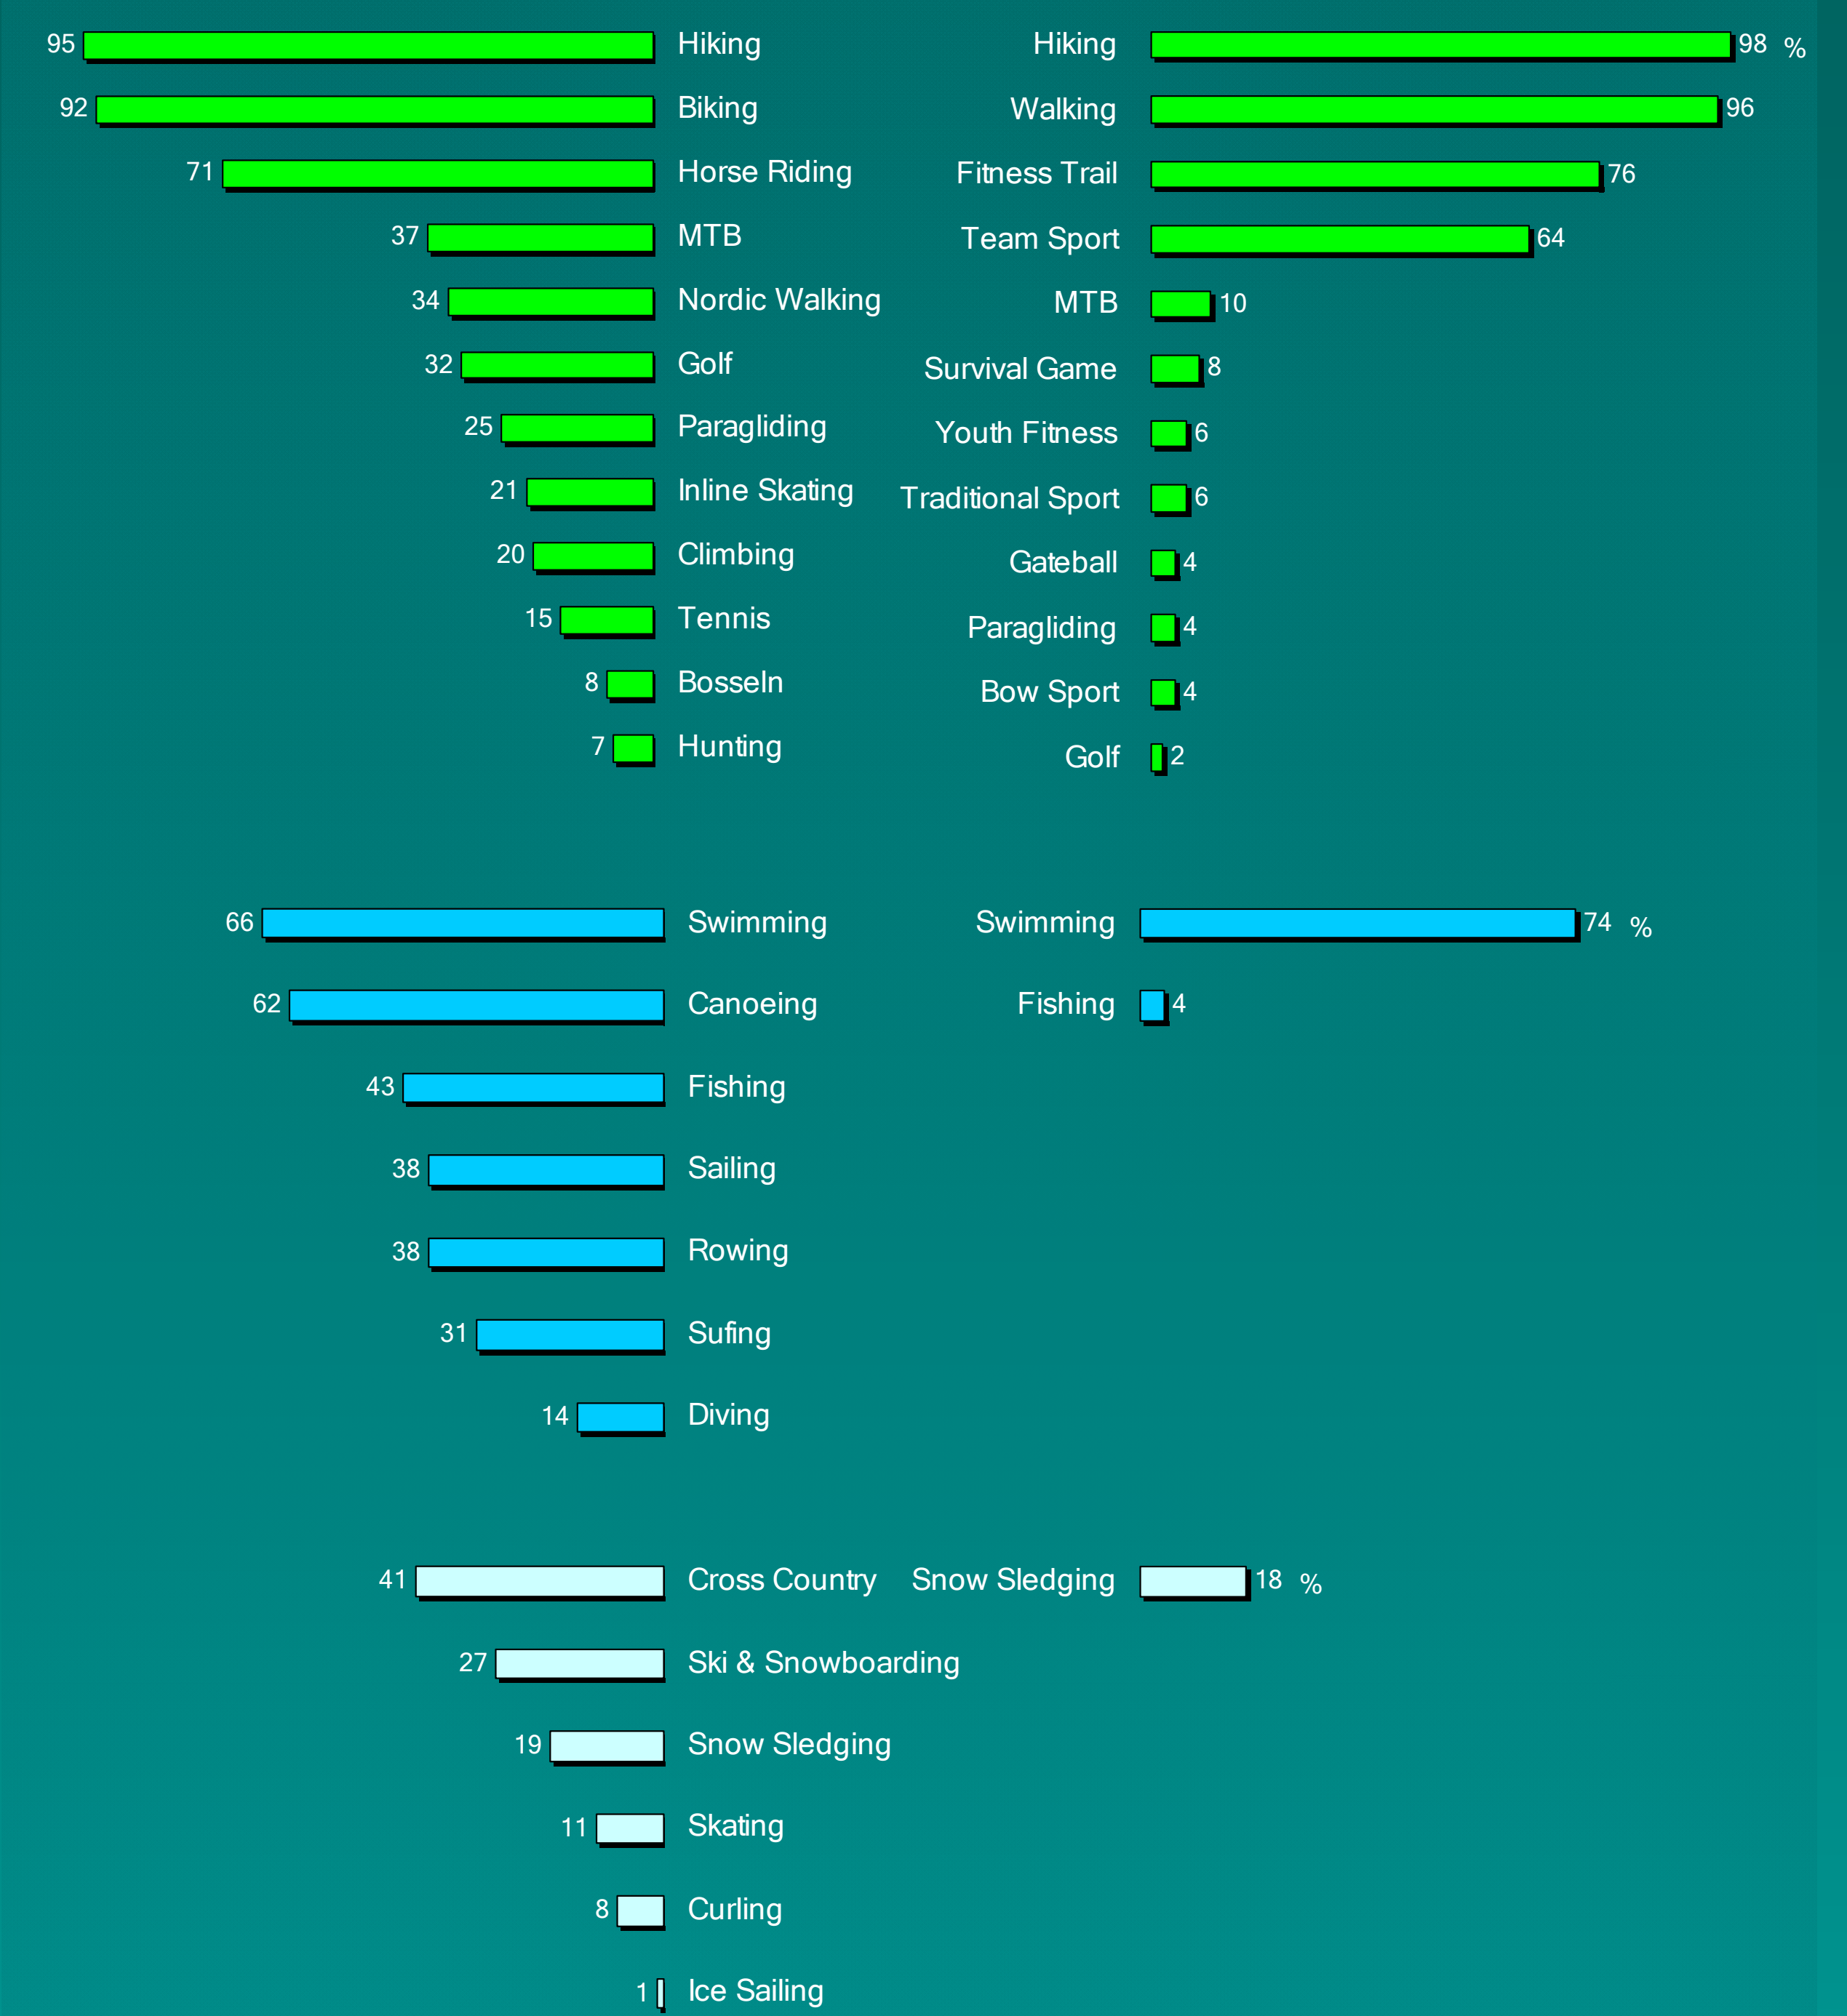 95 Hiking Hiking 98 %
92 Biking Walking 96
71 Horse Riding Fitness Trail 76
37 MTB Team Sport 64
34 Nordic Walking MTB 10
32 Golf Survival Game 8
25 Paragliding Youth Fitness 6
21 Inline Skating Traditional Sport 6
20 Climbing Gateball 4
15 Tennis Paragliding 4
8 Bosseln Bow Sport 4
7 Hunting Golf 2
66 Swimming Swimming 74 %
62 Canoeing Fishing 4
43 Fishing
38 Sailing
38 Rowing
31 Sufing
14 Diving
41 Cross Country Snow Sledging 18 %
27 Ski & Snowboarding
19 Snow Sledging
11 Skating
8 Curling
1 Ice Sailing